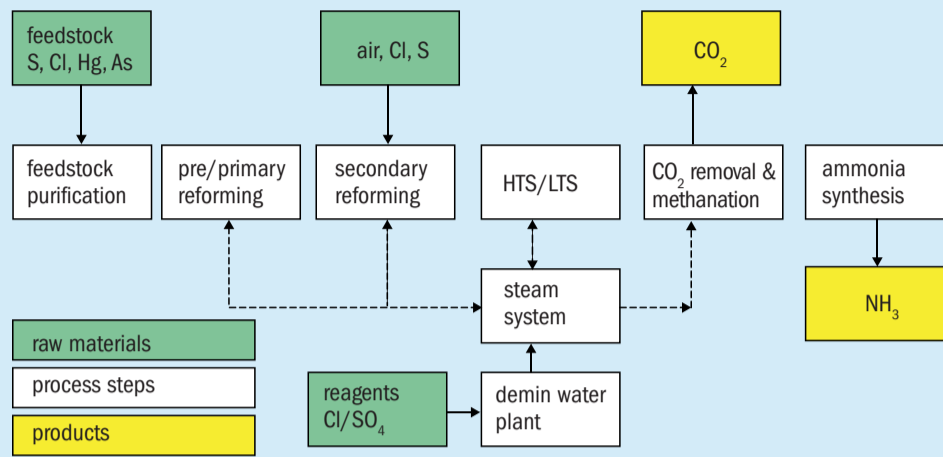 feedstock
S, Cl, Hg, As
air, Cl, S
CO₂
feedstock
purification
pre/primary
reforming
secondary
reforming
HTS/LTS
CO₂ removal &
methanation
ammonia
synthesis
steam
system
NH₃
raw materials
process steps
products
reagents
Cl/SO₄
demin water
plant